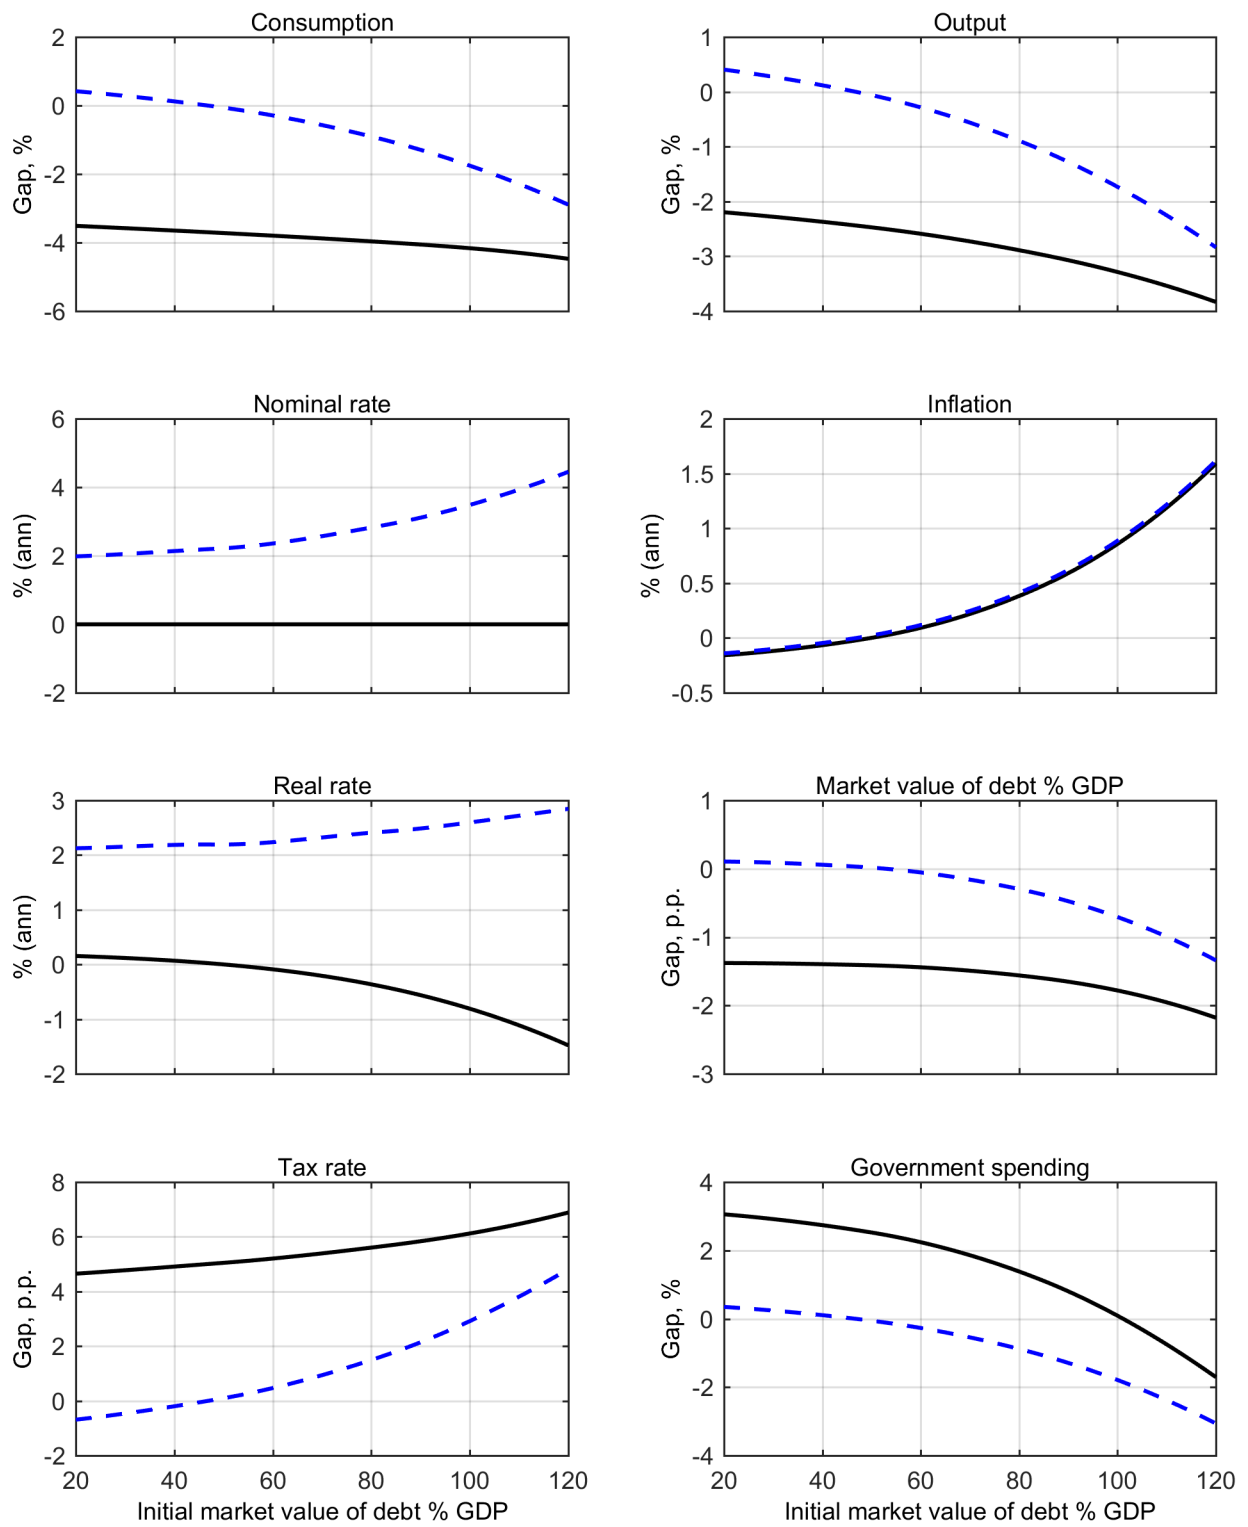 Consumption
2
0
-2
-4
-6
Gap, %
Output
1
0
-1
-2
-3
-4
Gap, %
Nominal rate
6
4
2
0
-2
% (ann)
Inflation
2
1.5
1
0.5
0
-0.5
% (ann)
Real rate
3
2
1
0
-1
-2
% (ann)
Market value of debt % GDP
1
0
-1
-2
-3
Gap, p.p.
Tax rate
8
6
4
2
0
-2
Gap, p.p.
20 40 60 80 100 120
Initial market value of debt % GDP
Government spending
4
2
0
-2
-4
Gap, %
20 40 60 80 100 120
Initial market value of debt % GDP